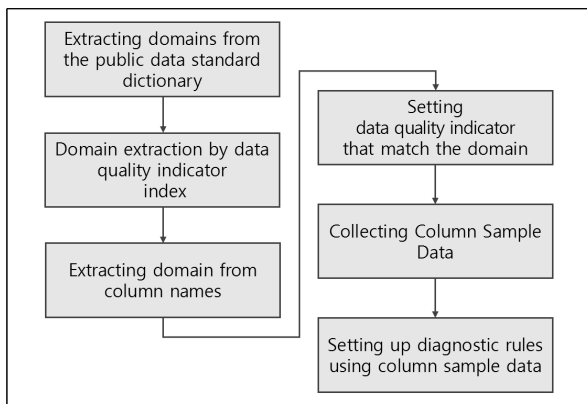 Extracting domains from
the public data standard
dictionary
Domain extraction by data
quality indicator
index
Extracting domain from
column names
Setting
data quality indicator
that match the domain
Collecting Column Sample
Data
Setting up diagnostic rules
using column sample data